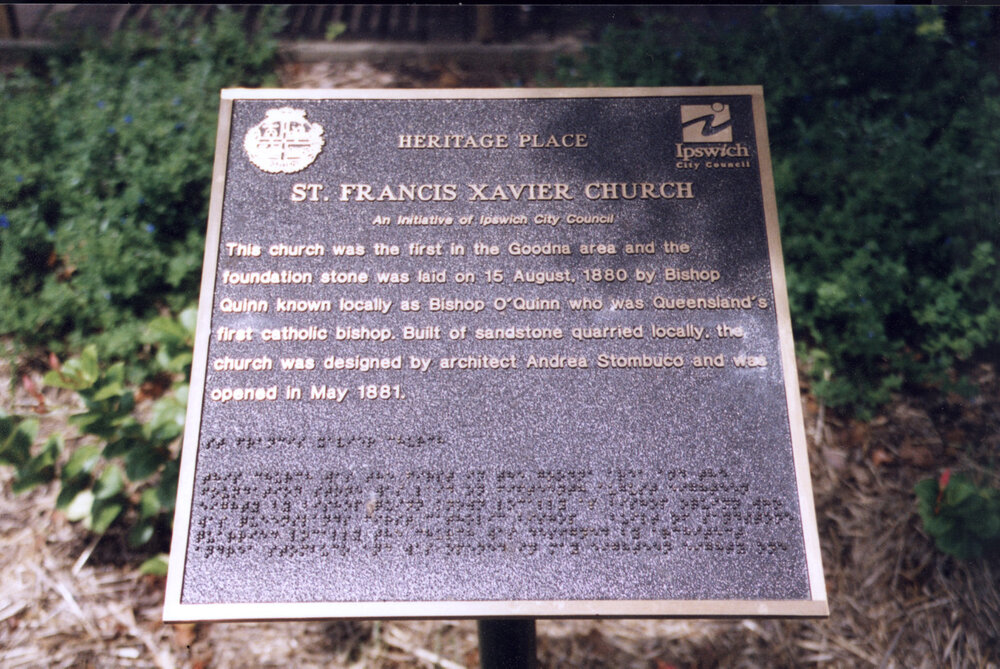 HERITAGE PLACE
Ipswich
City Council
ST. FRANCIS XAVIER CHURCH
An Initiative of Ipswich City Council
This church was the first in the Goodna area and the
foundation stone was laid on 15 August, 1880 by Bishop
Quinn known locally as Bishop O'Quinn who was Queensland's
first catholic bishop. Built of sandstone quarried locally, the
church was designed by architect Andrea Stombuco and was
opened in May 1881.